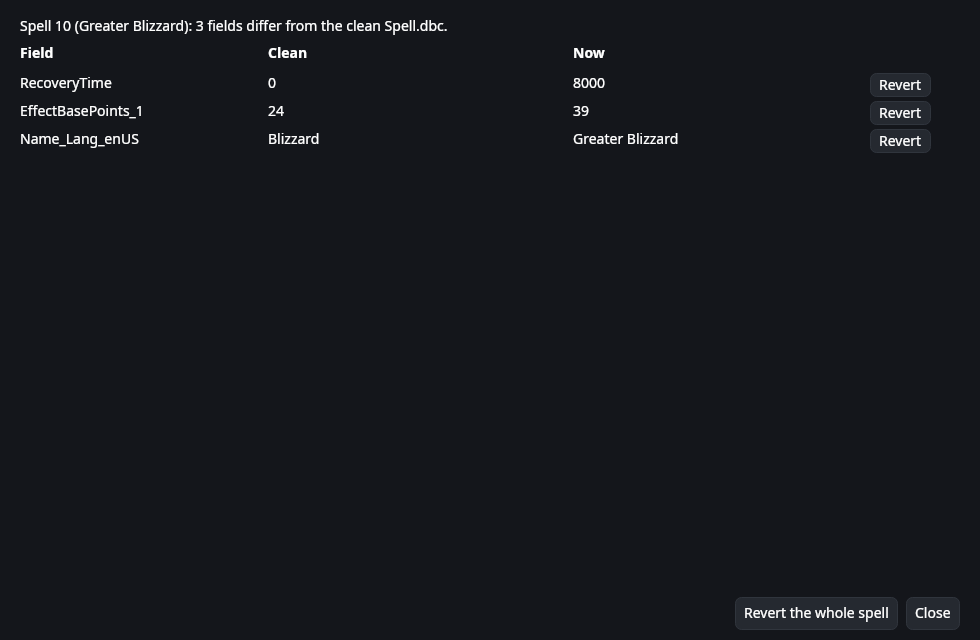 Spell 10 (Greater Blizzard): 3 fields differ from the clean Spell.dbc.
Field Clean Now
RecoveryTime 0 8000 Revert
EffectBasePoints_1 24 39 Revert
Name_Lang_enUS Blizzard Greater Blizzard Revert
Revert the whole spell Close